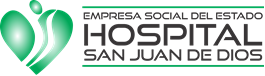 EMPRESA SOCIAL DEL ESTADO
HOSPITAL
SAN JUAN DE DIOS